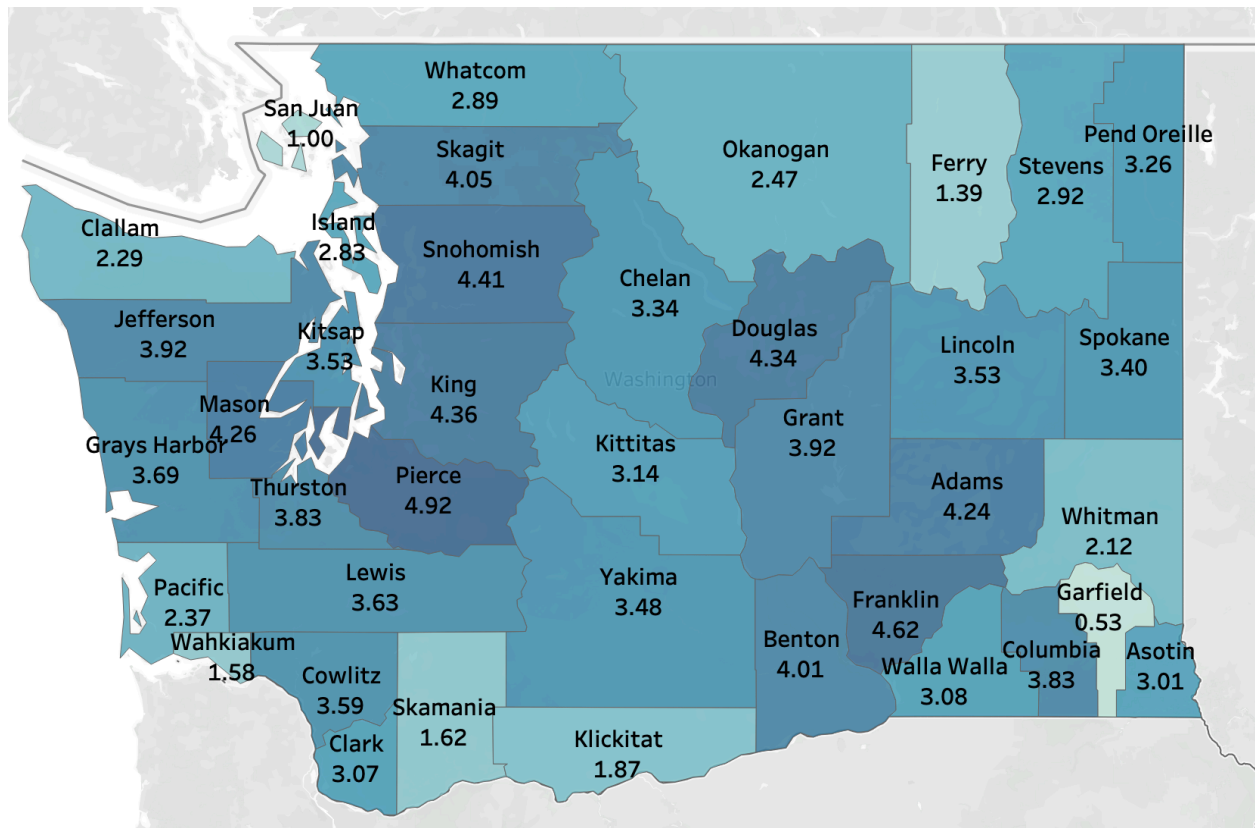 Whatcom
2.89
San Juan
1.00
Skagit
4.05
Okanogan
2.47
Ferry
1.39
Stevens
2.92
Pend Oreille
3.26
Clallam
2.29
Island
2.83
Snohomish
4.41
Chelan
3.34
Jefferson
3.92
Kitsap
3.53
Douglas
4.34
Lincoln
3.53
Spokane
3.40
Washington
Mason
4.26
King
4.36
Grays Harbor
3.69
Kittitas
3.14
Grant
3.92
Thurston
3.83
Pierce
4.92
Adams
4.24
Whitman
2.12
Pacific
2.37
Lewis
3.63
Yakima
3.48
Franklin
4.62
Garfield
0.53
Wahkiakum
1.58
Benton
4.01
Walla Walla
3.08
Columbia
3.83
Asotin
3.01
Cowlitz
3.59
Skamania
1.62
Clark
3.07
Klickitat
1.87